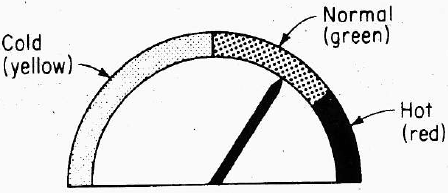 Cold
(yellow)
Normal
(green)
Hot
(red)